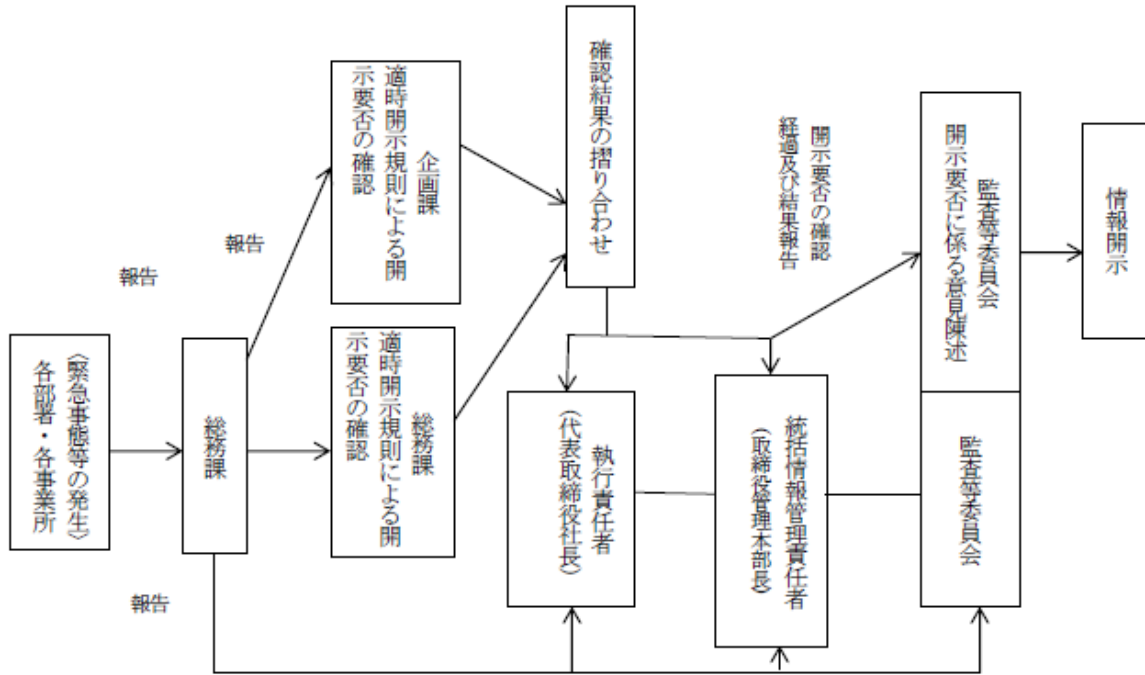 〈緊急事態等の発生〉
各部署・各事業所
報告
総務課
報告
報告
企画課
適時開示規則による開
示要否の確認
総務課
適時開示規則による開
示要否の確認
確認結果の摺り合わせ
執行責任者
(代表取締役社長)
統括情報管理責任者
(取締役管理本部長)
開示要否の確認
経過及び結果報告
監査等委員会
開示要否に係る意見陳述
監査等委員会
情報開示